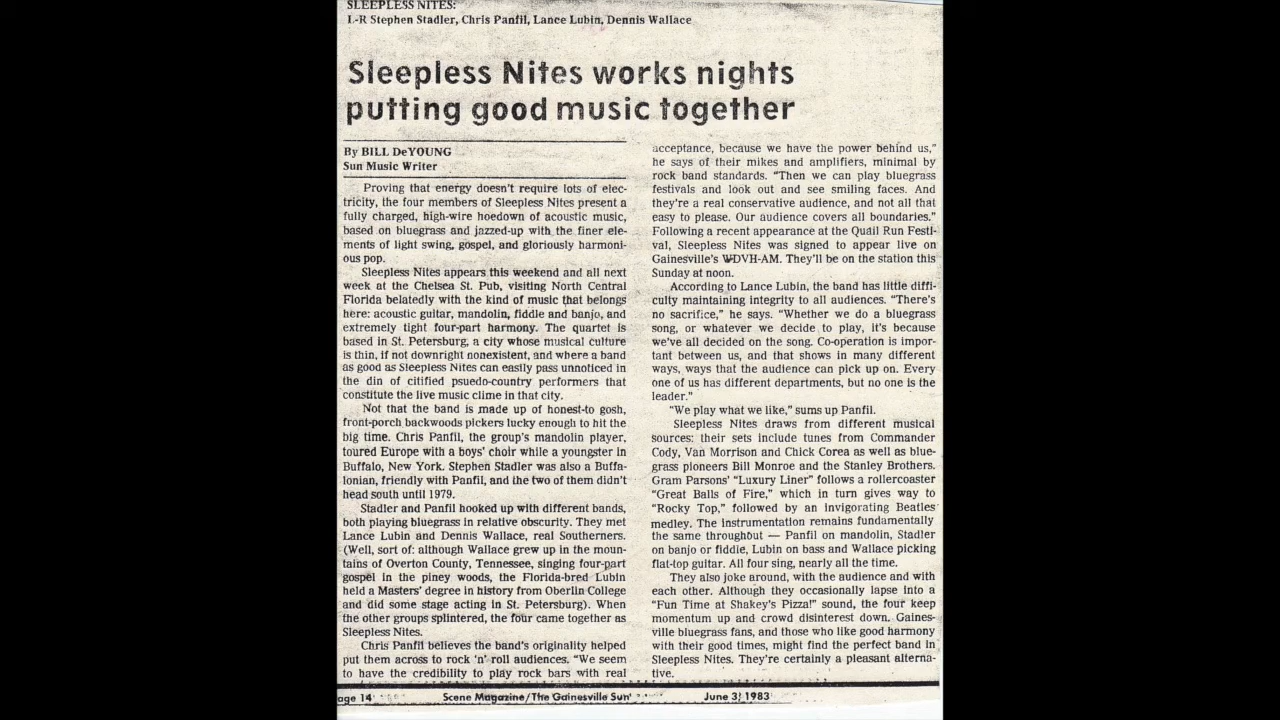 SLEEPLESS NITES:
L-R Stephen Stadler, Chris Panfil, Lance Lubin, Dennis Wallace
Sleepless Nites works nights
putting good music together
By BILL DeYOUNG
Sun Music Writer
Proving that energy doesn't require lots of elec-
tricity, the four members of Sleepless Nites present a
fully charged, high-wire hoedown of acoustic music,
based on bluegrass and jazzed-up with the finer ele-
ments of light swing, gospel, and gloriously harmoni-
ous pop.
Sleepless Nites appears this weekend and all next
week at the Chelsea St. Pub, visiting North Central
Florida belatedly with the kind of music that belongs
here: acoustic guitar, mandolin, fiddle and banjo, and
extremely tight four-part harmony. The quartet is
based in St. Petersburg, a city whose musical culture
is thin, if not downright nonexistent, and where a band
as good as Sleepless Nites can easily pass unnoticed in
the din of citified psuedo-country performers that
constitute the live music clime in that city.
Not that the band is made up of honest-to gosh,
front-porch backwoods pickers lucky enough to hit the
big time. Chris Panfil, the group's mandolin player,
toured Europe with a boys' choir while a youngster in
Buffalo, New York. Stephen Stadler was also a Buffa-
lonian, friendly with Panfil, and the two of them didn't
head south until 1979.
Stadler and Panfil hooked up with different bands,
both playing bluegrass in relative obscurity. They met
Lance Lubin and Dennis Wallace, real Southerners.
(Well, sort of: although Wallace grew up in the moun-
tains of Overton County, Tennessee, singing four-part
gospel in the piney woods, the Florida-bred Lubin
held a Masters' degree in history from Oberlin College
and did some stage acting in St. Petersburg). When
the other groups splintered, the four came together as
Sleepless Nites.
Chris Panfil believes the band's originality helped
put them across to rock 'n' roll audiences. "We seem
to have the credibility to play rock bars with real
acceptance, because we have the power behind us,"
he says of their mikes and amplifiers, minimal by
rock band standards. "Then we can play bluegrass
festivals and look out and see smiling faces. And
they're a real conservative audience, and not all that
easy to please. Our audience covers all boundaries."
Following a recent appearance at the Quail Run Festi-
val, Sleepless Nites was signed to appear live on
Gainesville's WDVH-AM. They'll be on the station this
Sunday at noon.
According to Lance Lubin, the band has little diffi-
culty maintaining integrity to all audiences. "There's
no sacrifice," he says. "Whether we do a bluegrass
song, or whatever we decide to play, it's because
we've all decided on the song. Co-operation is impor-
tant between us, and that shows in many different
ways, ways that the audience can pick up on. Every
one of us has different departments, but no one is the
leader."
"We play what we like," sums up Panfil.
Sleepless Nites draws from different musical
sources: their sets include tunes from Commander
Cody, Van Morrison and Chick Corea as well as blue-
grass pioneers Bill Monroe and the Stanley Brothers.
Gram Parsons' "Luxury Liner" follows a rollercoaster
"Great Balls of Fire," which in turn gives way to
"Rocky Top," followed by an invigorating Beatles
medley. The instrumentation remains fundamentally
the same throughout — Panfil on mandolin, Stadler
on banjo or fiddle, Lubin on bass and Wallace picking
flat-top guitar. All four sing, nearly all the time.
They also joke around, with the audience and with
each other. Although they occasionally lapse into a
"Fun Time at Shakey's Pizza!" sound, the four keep
momentum up and crowd disinterest down. Gaines-
ville bluegrass fans, and those who like good harmony
with their good times, might find the perfect band in
Sleepless Nites. They're certainly a pleasant alterna-
tive.
age 14 Scene Magazine/The Gainesville Sun June 3, 1983